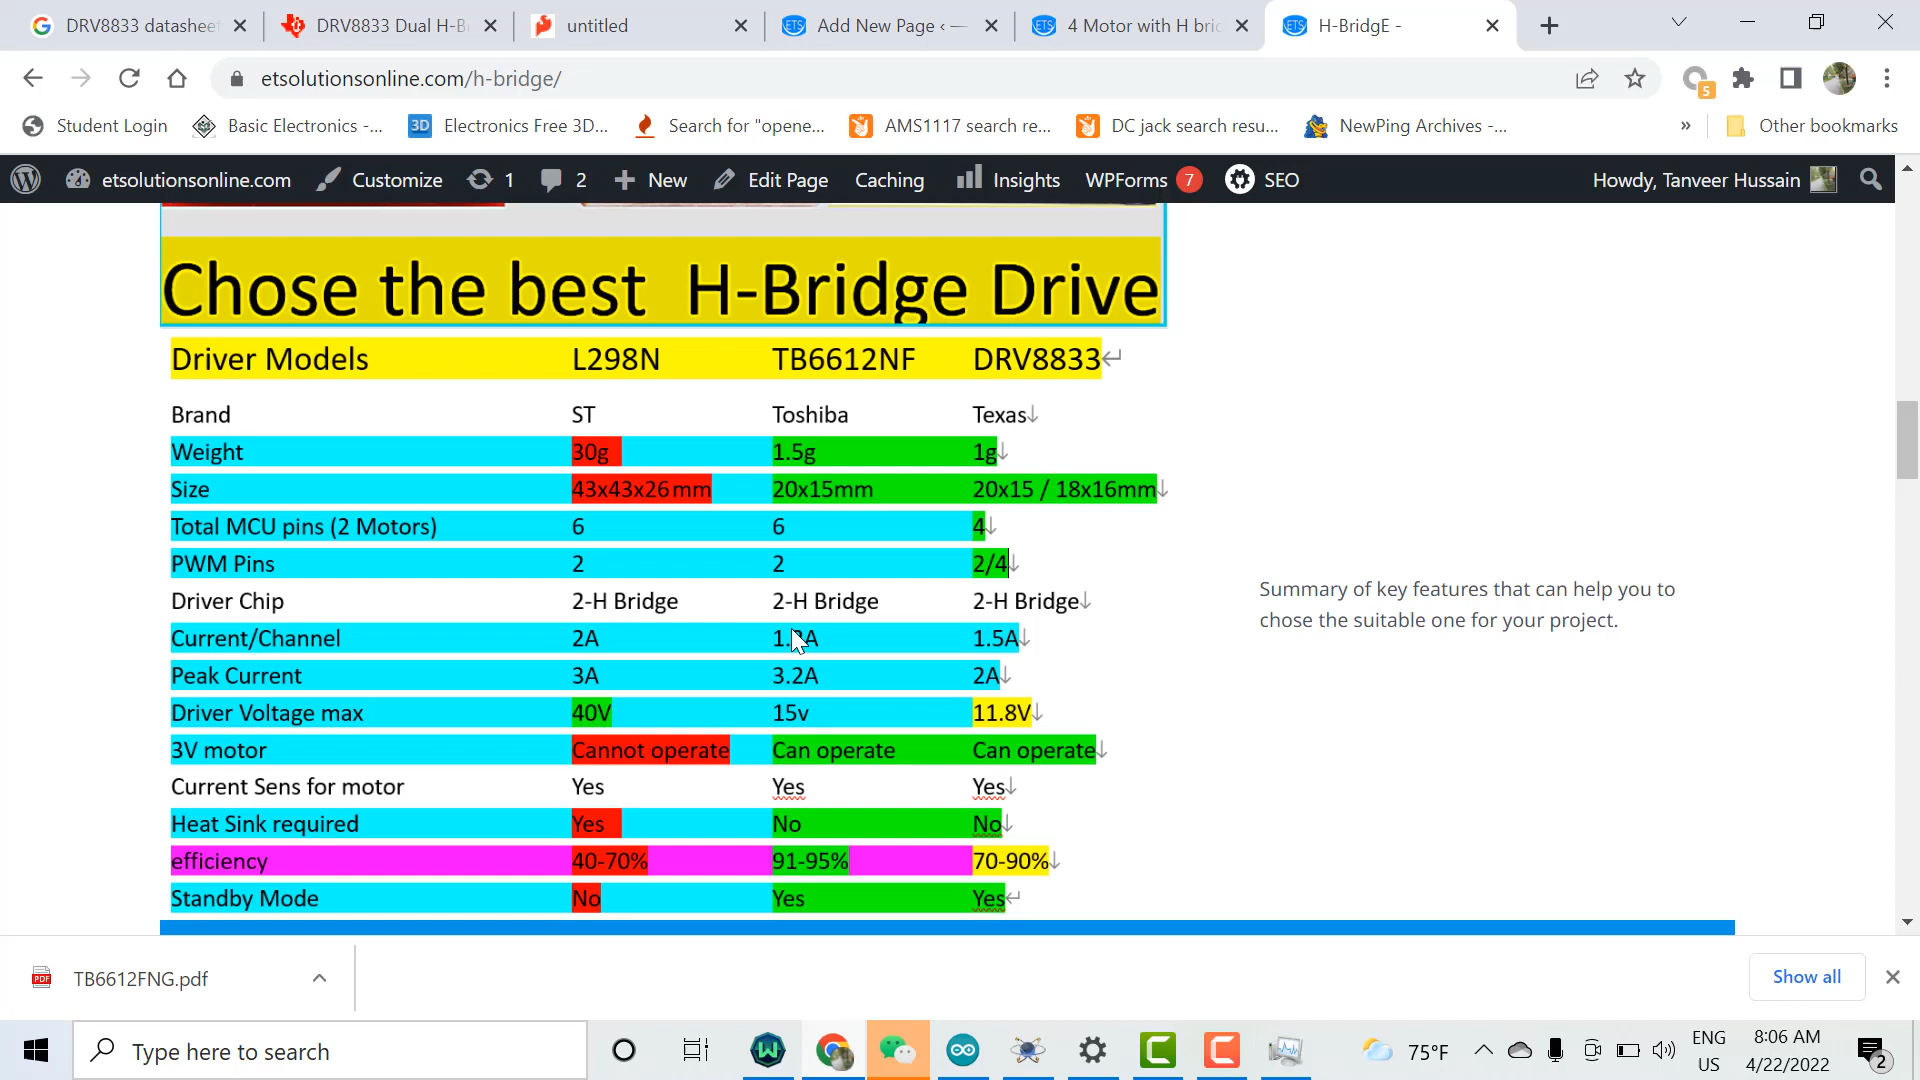 DRV8833 datasheet
DRV8833 Dual H-B
untitled
Add New Page ‹ —
4 Motor with H bric
H-BridgE -
etsolutionsonline.com/h-bridge/
5
Student Login
Basic Electronics -...
3D
Electronics Free 3D...
Search for "opene...
AMS1117 search re...
DC jack search resu...
NewPing Archives -...
»
Other bookmarks
etsolutionsonline.com
Customize
1
2
New
Edit Page
Caching
Insights
WPForms 7
SEO
Howdy, Tanveer Hussain
Chose the best H-Bridge Drive
Driver Models L298N TB6612NF DRV8833
Brand ST Toshiba Texas
Weight 30g 1.5g 1g
Size 43x43x26mm 20x15mm 20x15 / 18x16mm
Total MCU pins (2 Motors) 6 6 4
PWM Pins 2 2 2/4
Driver Chip 2-H Bridge 2-H Bridge 2-H Bridge
Current/Channel 2A 1.5A
Peak Current 3A 3.2A 2A
Driver Voltage max 40V 15v 11.8V
3V motor Cannot operate Can operate Can operate
Current Sens for motor Yes Yes Yes
Heat Sink required Yes No No
efficiency 40-70% 91-95% 70-90%
Standby Mode No Yes Yes
Summary of key features that can help you to
chose the suitable one for your project.
TB6612FNG.pdf
Show all
Type here to search
75°F
ENG
US
8:06 AM
4/22/2022
2